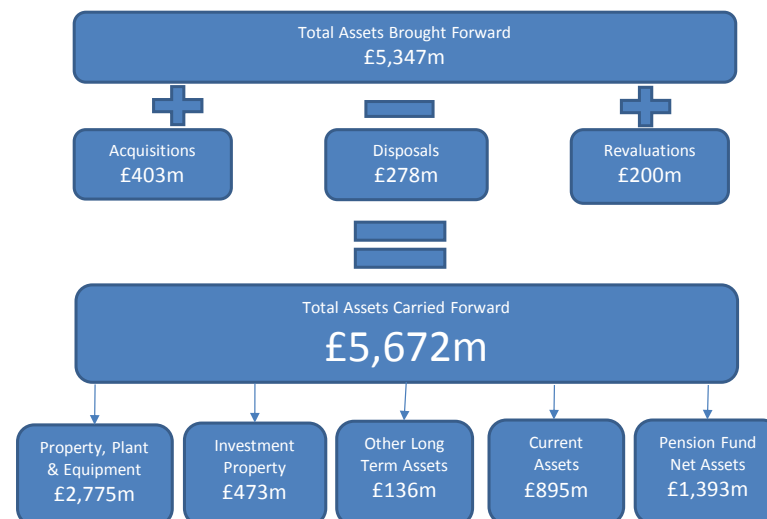 Total Assets Brought Forward
£5,347m
Acquisitions
£403m
Disposals
£278m
Revaluations
£200m
Total Assets Carried Forward
£5,672m
Property, Plant
& Equipment
£2,775m
Investment
Property
£473m
Other Long
Term Assets
£136m
Current
Assets
£895m
Pension Fund
Net Assets
£1,393m